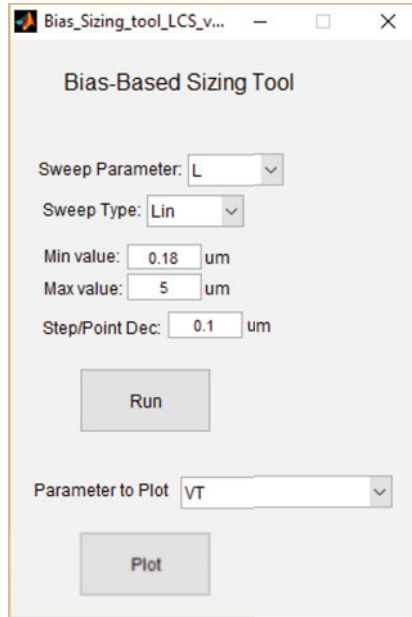 Bias_Sizing_tool_LCS_v...
Bias-Based Sizing Tool
Sweep Parameter: L
Sweep Type: Lin
Min value: 0.18 um
Max value: 5 um
Step/Point Dec: 0.1 um
Run
Parameter to Plot VT
Plot